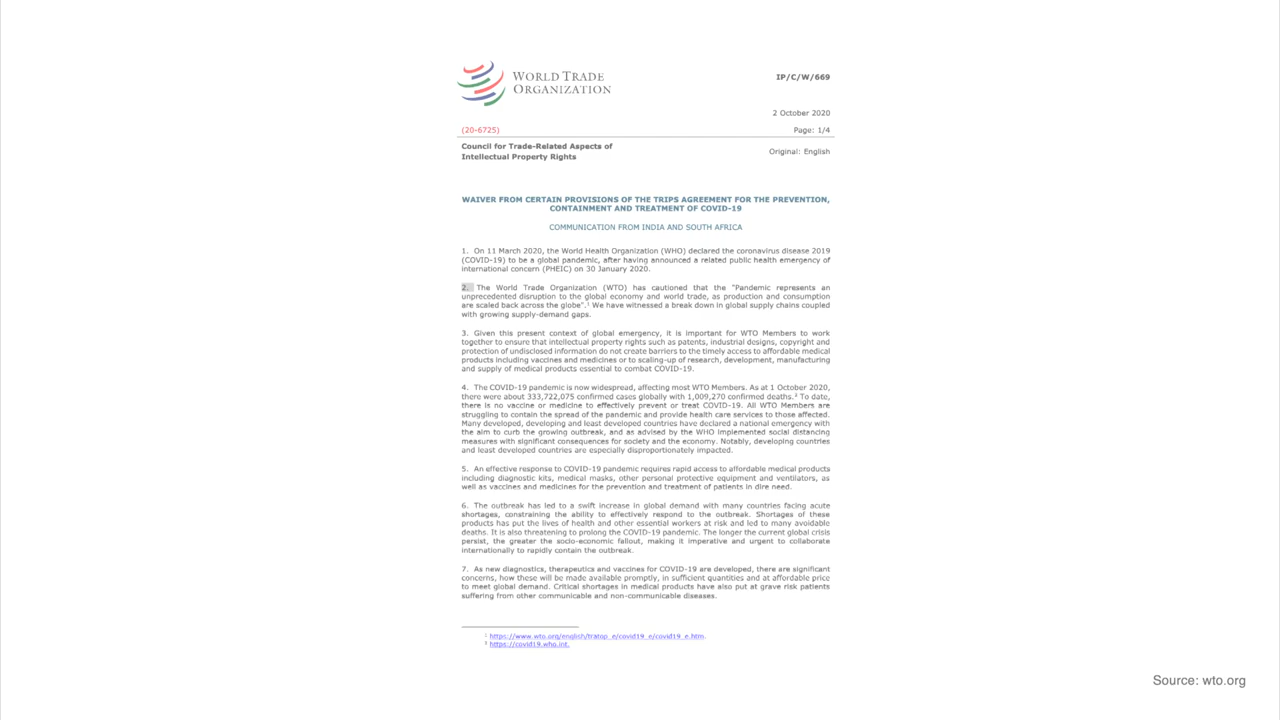 WORLD TRADE
ORGANIZATION
IP/C/W/669
2 October 2020
(20-6725)
Page: 1/4
Council for Trade-Related Aspects of
Intellectual Property Rights
Original: English
WAIVER FROM CERTAIN PROVISIONS OF THE TRIPS AGREEMENT FOR THE PREVENTION,
CONTAINMENT AND TREATMENT OF COVID-19
COMMUNICATION FROM INDIA AND SOUTH AFRICA
1. On 11 March 2020, the World Health Organization (WHO) declared the coronavirus disease 2019
(COVID-19) to be a global pandemic, after having announced a related public health emergency of
international concern (PHEIC) on 30 January 2020.
2. The World Trade Organization (WTO) has cautioned that the "Pandemic represents an
unprecedented disruption to the global economy and world trade, as production and consumption
are scaled back across the globe".¹ We have witnessed a break down in global supply chains coupled
with growing supply-demand gaps.
3. Given this present context of global emergency, it is important for WTO Members to work
together to ensure that intellectual property rights such as patents, industrial designs, copyright and
protection of undisclosed information do not create barriers to the timely access to affordable medical
products including vaccines and medicines or to scaling-up of research, development, manufacturing
and supply of medical products essential to combat COVID-19.
4. The COVID-19 pandemic is now widespread, affecting most WTO Members. As at 1 October 2020,
there were about 333,722,075 confirmed cases globally with 1,009,270 confirmed deaths.² To date,
there is no vaccine or medicine to effectively prevent or treat COVID-19. All WTO Members are
struggling to contain the spread of the pandemic and provide health care services to those affected.
Many developed, developing and least developed countries have declared a national emergency with
the aim to curb the growing outbreak, and as advised by the WHO implemented social distancing
measures with significant consequences for society and the economy. Notably, developing countries
and least developed countries are especially disproportionately impacted.
5. An effective response to COVID-19 pandemic requires rapid access to affordable medical products
including diagnostic kits, medical masks, other personal protective equipment and ventilators, as
well as vaccines and medicines for the prevention and treatment of patients in dire need.
6. The outbreak has led to a swift increase in global demand with many countries facing acute
shortages, constraining the ability to effectively respond to the outbreak. Shortages of these
products has put the lives of health and other essential workers at risk and led to many avoidable
deaths. It is also threatening to prolong the COVID-19 pandemic. The longer the current global crisis
persist, the greater the socio-economic fallout, making it imperative and urgent to collaborate
internationally to rapidly contain the outbreak.
7. As new diagnostics, therapeutics and vaccines for COVID-19 are developed, there are significant
concerns, how these will be made available promptly, in sufficient quantities and at affordable price
to meet global demand. Critical shortages in medical products have also put at grave risk patients
suffering from other communicable and non-communicable diseases.
¹ https://www.wto.org/english/tratop_e/covid19_e/covid19_e.htm.
² https://covid19.who.int.
Source: wto.org